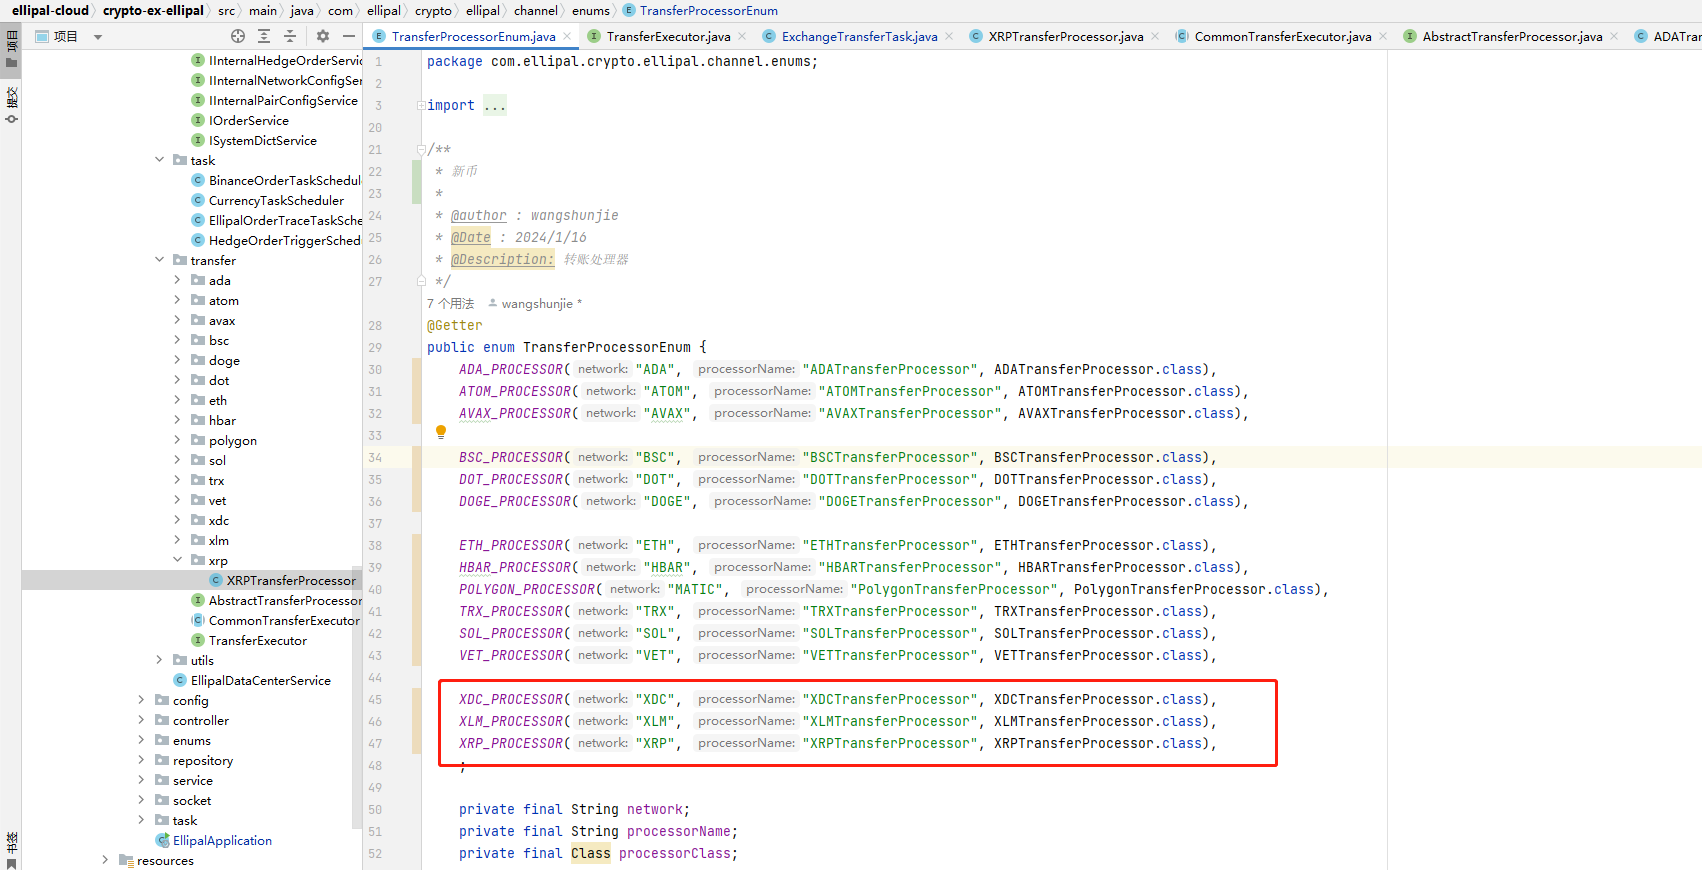 ellipal-cloud 〉 crypto-ex-ellipal 〉 src 〉 main 〉 java 〉 com 〉 ellipal 〉 crypto 〉 ellipal 〉 channel 〉 enums 〉 E TransferProcessorEnum
项目
提交
书签
项目
TransferProcessorEnum.java
TransferExecutor.java
ExchangeTransferTask.java
XRPTransferProcessor.java
CommonTransferExecutor.java
AbstractTransferProcessor.java
ADATran
IInternalHedgeOrderServic
IInternalNetworkConfigSer
IInternalPairConfigService
IOrderService
ISystemDictService
task
BinanceOrderTaskSchedul
CurrencyTaskScheduler
EllipalOrderTraceTaskSche
HedgeOrderTriggerSched
transfer
ada
atom
avax
bsc
doge
dot
eth
hbar
polygon
sol
trx
vet
xdc
xlm
xrp
XRPTransferProcessor
AbstractTransferProcessor
CommonTransferExecutor
TransferExecutor
utils
EllipalDataCenterService
config
controller
enums
repository
service
socket
task
EllipalApplication
resources
1 package com.ellipal.crypto.ellipal.channel.enums;
2
3 import ...
20
21 /**
22 * 新币
23 *
24 * @author : wangshunjie
25 * @Date : 2024/1/16
26 * @Description: 转账处理器
27 */
7 个用法 wangshunjie *
28 @Getter
29 public enum TransferProcessorEnum {
30 ADA_PROCESSOR( network: "ADA", processorName: "ADATransferProcessor", ADATransferProcessor.class),
31 ATOM_PROCESSOR( network: "ATOM", processorName: "ATOMTransferProcessor", ATOMTransferProcessor.class),
32 AVAX_PROCESSOR( network: "AVAX", processorName: "AVAXTransferProcessor", AVAXTransferProcessor.class),
33
34 BSC_PROCESSOR( network: "BSC", processorName: "BSCTransferProcessor", BSCTransferProcessor.class),
35 DOT_PROCESSOR( network: "DOT", processorName: "DOTTransferProcessor", DOTTransferProcessor.class),
36 DOGE_PROCESSOR( network: "DOGE", processorName: "DOGETransferProcessor", DOGETransferProcessor.class),
37
38 ETH_PROCESSOR( network: "ETH", processorName: "ETHTransferProcessor", ETHTransferProcessor.class),
39 HBAR_PROCESSOR( network: "HBAR", processorName: "HBARTransferProcessor", HBARTransferProcessor.class),
40 POLYGON_PROCESSOR( network: "MATIC", processorName: "PolygonTransferProcessor", PolygonTransferProcessor.class),
41 TRX_PROCESSOR( network: "TRX", processorName: "TRXTransferProcessor", TRXTransferProcessor.class),
42 SOL_PROCESSOR( network: "SOL", processorName: "SOLTransferProcessor", SOLTransferProcessor.class),
43 VET_PROCESSOR( network: "VET", processorName: "VETTransferProcessor", VETTransferProcessor.class),
44
45 XDC_PROCESSOR( network: "XDC", processorName: "XDCTransferProcessor", XDCTransferProcessor.class),
46 XLM_PROCESSOR( network: "XLM", processorName: "XLMTransferProcessor", XLMTransferProcessor.class),
47 XRP_PROCESSOR( network: "XRP", processorName: "XRPTransferProcessor", XRPTransferProcessor.class),
48 ;
49
50 private final String network;
51 private final String processorName;
52 private final Class processorClass;